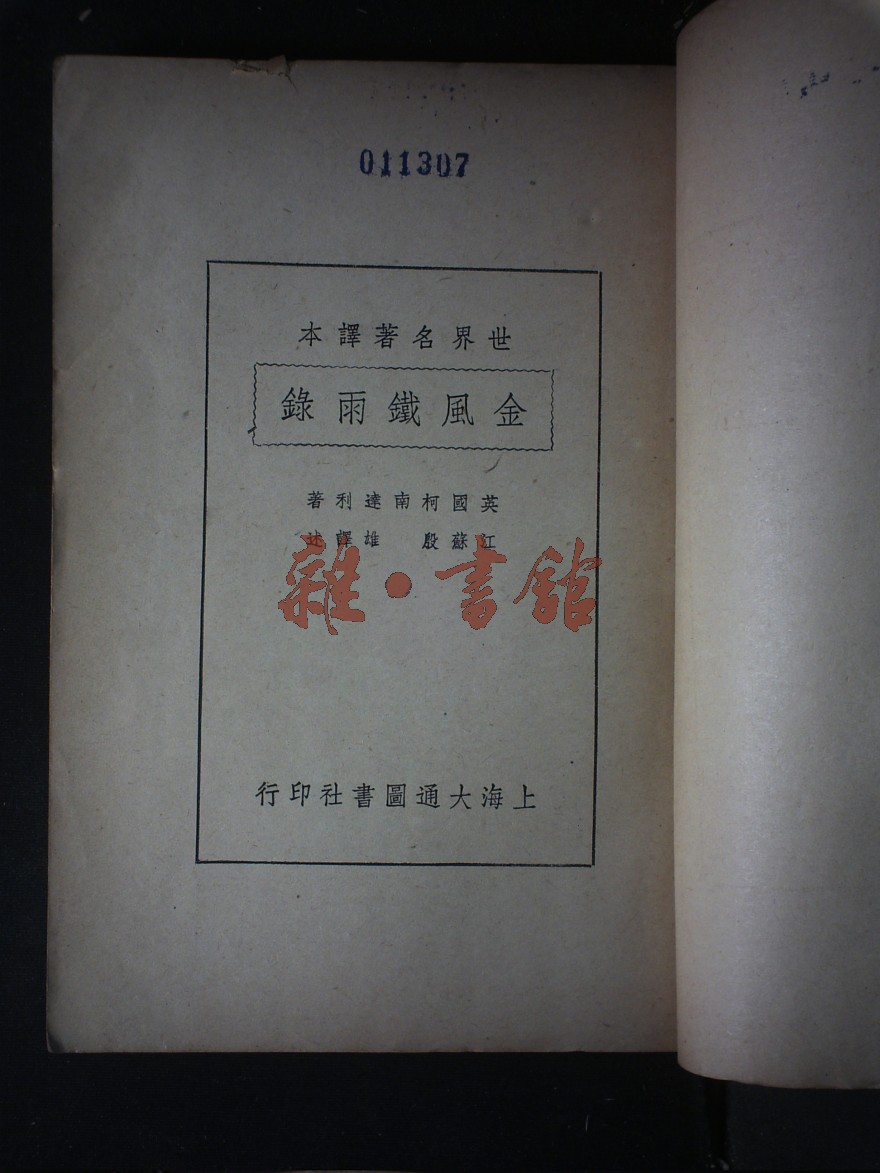 011307
世界名著譯本
金風鐵雨錄
英國柯南達利著
江蘇殷雄譯述
雜·書館
上海大通圖書社印行